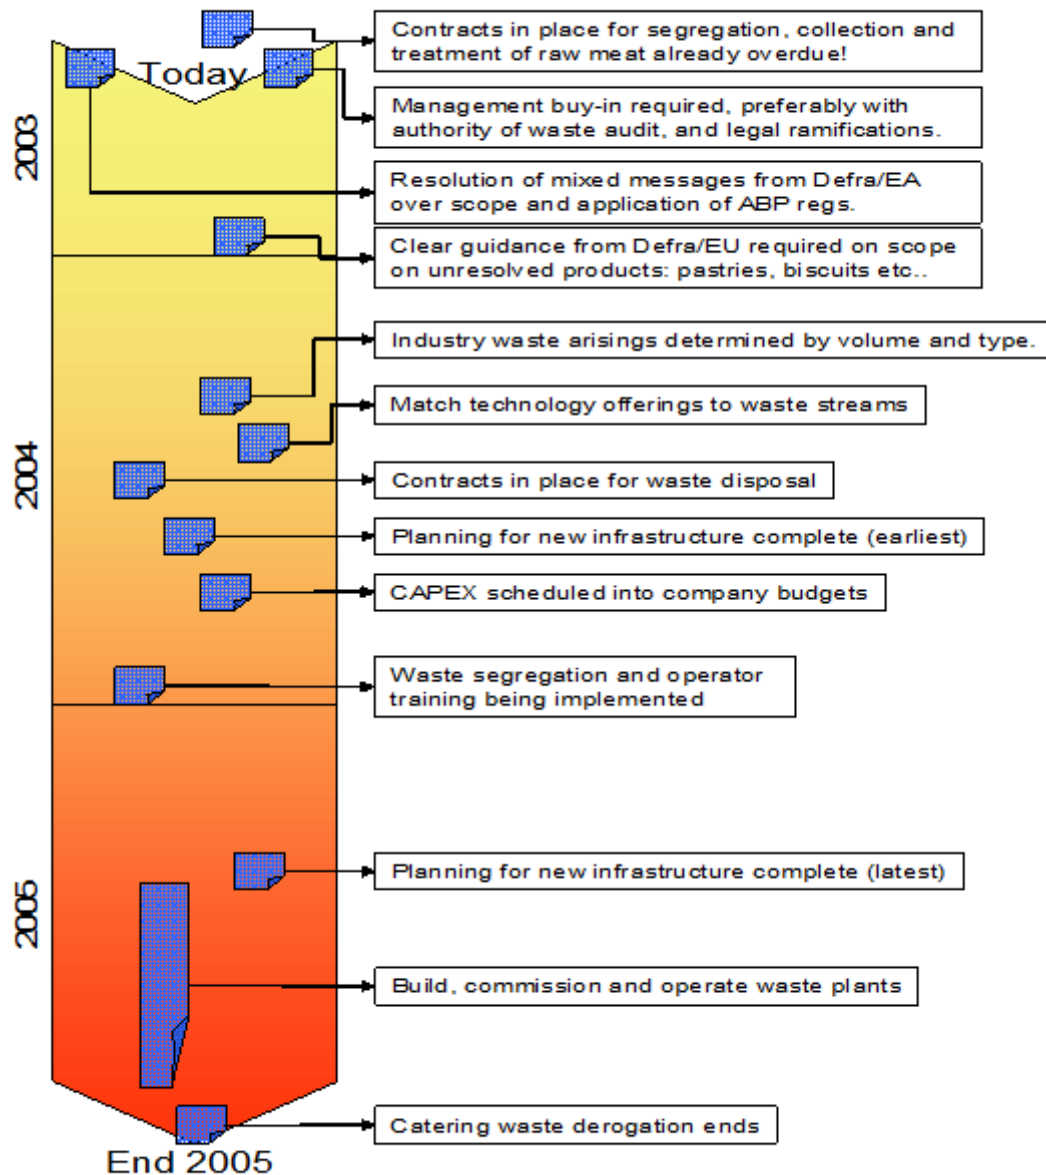 Contracts in place for segregation, collection and
treatment of raw meat already overdue!
Today
Management buy-in required, preferably with
authority of waste audit, and legal ramifications.
2003
Resolution of mixed messages from Defra/EA
over scope and application of ABP regs.
Clear guidance from Defra/EU required on scope
on unresolved products: pastries, biscuits etc..
Industry waste arisings determined by volume and type.
Match technology offerings to waste streams
2004
Contracts in place for waste disposal
Planning for new infrastructure complete (earliest)
CAPEX scheduled into company budgets
Waste segregation and operator
training being implemented
Planning for new infrastructure complete (latest)
2005
Build, commission and operate waste plants
Catering waste derogation ends
End 2005